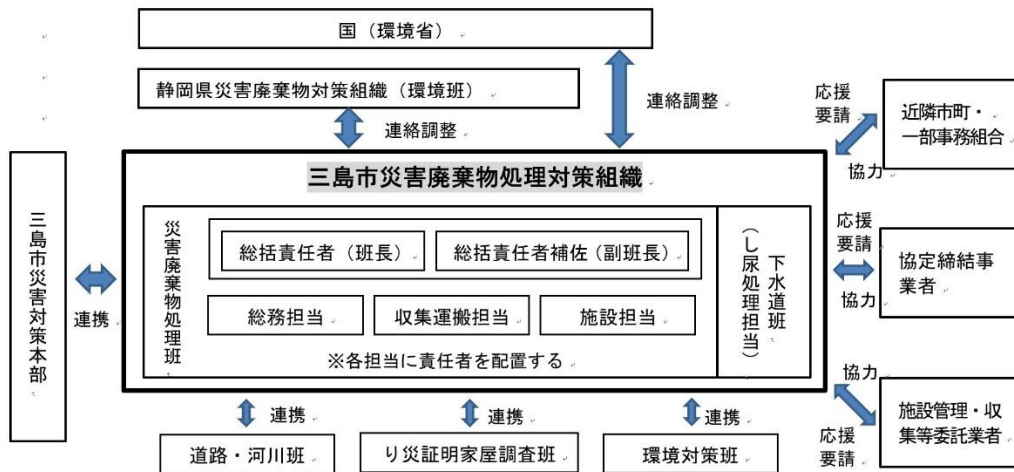 国（環境省）
静岡県災害廃棄物対策組織（環境班）
連絡調整
連絡調整
応援
要請
近隣市町・
一部事務組合
協力
三島市災害廃棄物処理対策組織
三島市災害対策本部
連携
災害廃棄物処理班
総括責任者（班長）
総括責任者補佐（副班長）
総務担当
収集運搬担当
施設担当
※各担当に責任者を配置する
下水道班
（し尿処理担当）
応援
要請
協定締結事
業者
協力
協力
施設管理・収
集等委託業者
応援
要請
連携
連携
連携
道路・河川班
り災証明家屋調査班
環境対策班